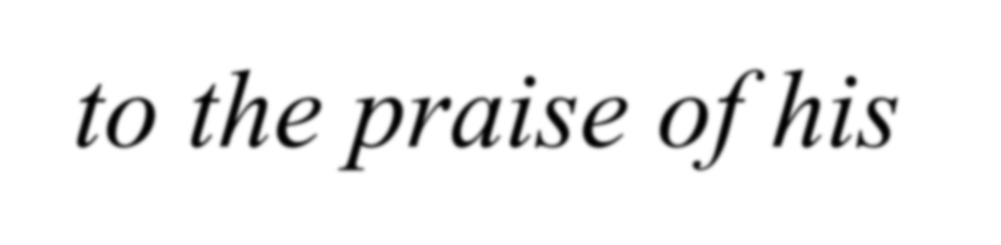 to the praise of his